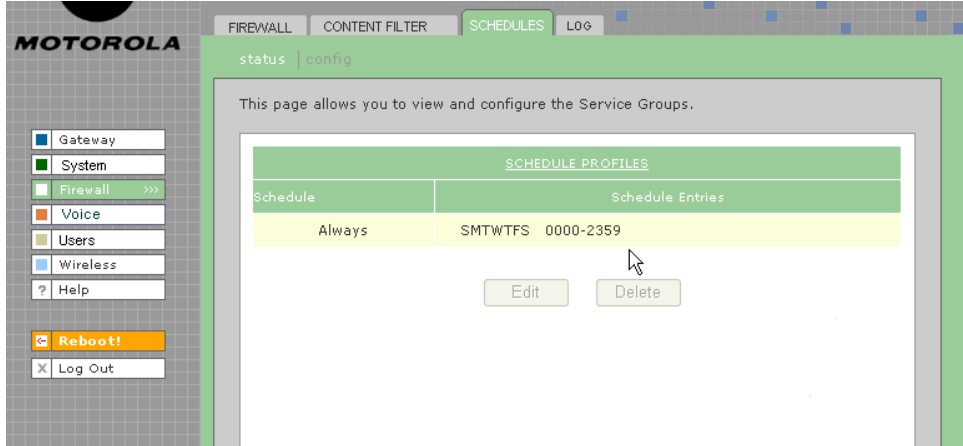 MOTOROLA
FIREWALL CONTENT FILTER SCHEDULES LOG
status | config
This page allows you to view and configure the Service Groups.
Gateway
System
Firewall >>>
Voice
Users
Wireless
? Help
Reboot!
X Log Out
SCHEDULE PROFILES
Schedule Schedule Entries
Always SMTWTFS 0000-2359
Edit Delete